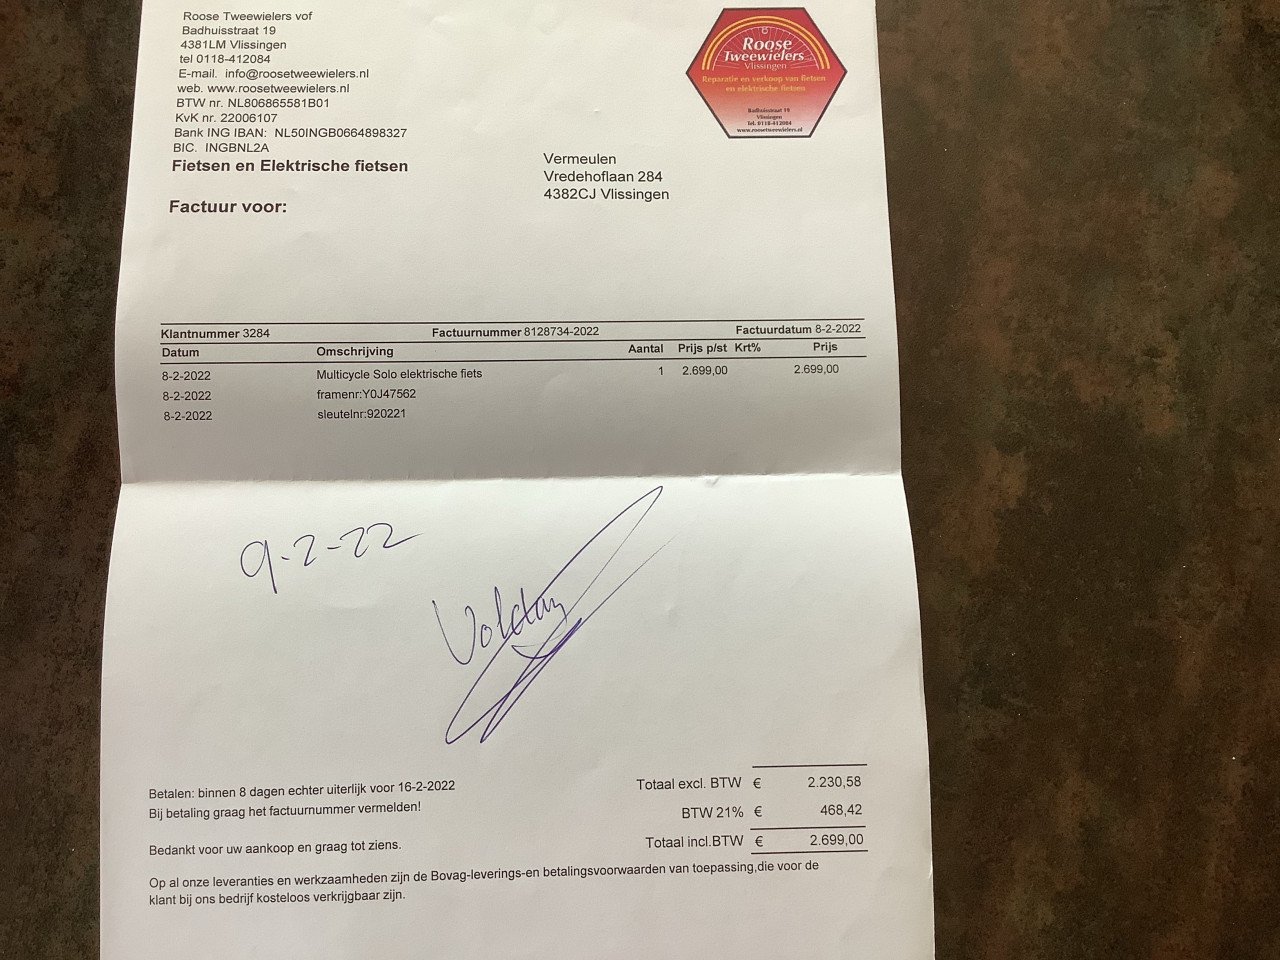 Roose Tweewielers vof
Badhuisstraat 19
4381LM Vlissingen
tel 0118-412084
E-mail. info@roosetweewielers.nl
web. www.roosetweewielers.nl
BTW nr. NL806865581B01
KvK nr. 22006107
Bank ING IBAN: NL50INGB0664898327
BIC. INGBNL2A
Fietsen en Elektrische fietsen
Roose
Tweewielers
Vlissingen
Reparatie en verkoop van fietsen
en elektrische fietsen
Badhuisstraat 19
Vlissingen
Tel. 0118-412084
www.roosetweewielers.nl
Vermeulen
Vredehoflaan 284
4382CJ Vlissingen
Factuur voor:
Klantnummer 3284 Factuurnummer 8128734-2022 Factuurdatum 8-2-2022
Datum Omschrijving Aantal Prijs p/st Krt% Prijs
8-2-2022 Multicycle Solo elektrische fiets 1 2.699,00 2.699,00
8-2-2022 framenr:Y0J47562
8-2-2022 sleutelnr:920221
9-2-22
Voldaan
Betalen: binnen 8 dagen echter uiterlijk voor 16-2-2022
Bij betaling graag het factuurnummer vermelden!
Bedankt voor uw aankoop en graag tot ziens.
Totaal excl. BTW € 2.230,58
BTW 21% € 468,42
Totaal incl.BTW € 2.699,00
Op al onze leveranties en werkzaamheden zijn de Bovag-leverings-en betalingsvoorwaarden van toepassing,die voor de
klant bij ons bedrijf kosteloos verkrijgbaar zijn.